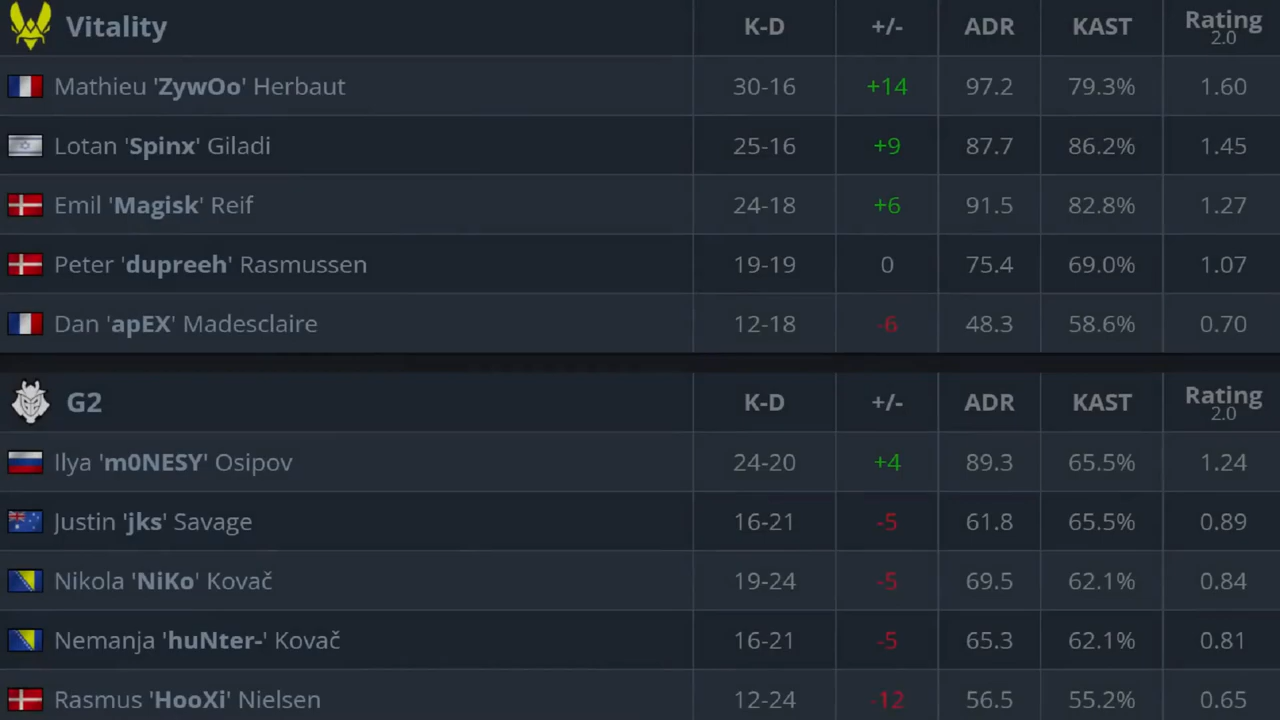 Vitality K-D +/- ADR KAST Rating 2.0
Mathieu 'ZywOo' Herbaut 30-16 +14 97.2 79.3% 1.60
Lotan 'Spinx' Giladi 25-16 +9 87.7 86.2% 1.45
Emil 'Magisk' Reif 24-18 +6 91.5 82.8% 1.27
Peter 'dupreeh' Rasmussen 19-19 0 75.4 69.0% 1.07
Dan 'apEX' Madesclaire 12-18 -6 48.3 58.6% 0.70
G2 K-D +/- ADR KAST Rating 2.0
Ilya 'm0NESY' Osipov 24-20 +4 89.3 65.5% 1.24
Justin 'jks' Savage 16-21 -5 61.8 65.5% 0.89
Nikola 'NiKo' Kovač 19-24 -5 69.5 62.1% 0.84
Nemanja 'huNter-' Kovač 16-21 -5 65.3 62.1% 0.81
Rasmus 'HooXi' Nielsen 12-24 -12 56.5 55.2% 0.65